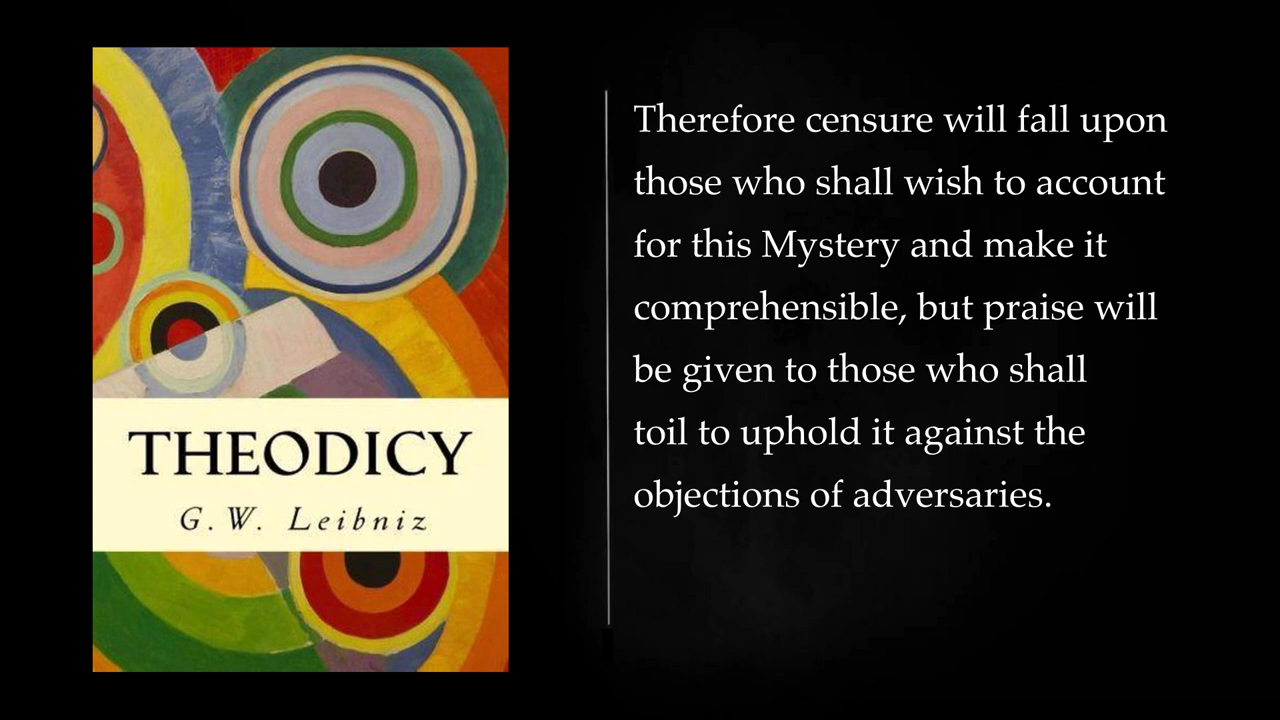 THEODICY
G. W. Leibniz
Therefore censure will fall upon
those who shall wish to account
for this Mystery and make it
comprehensible, but praise will
be given to those who shall
toil to uphold it against the
objections of adversaries.